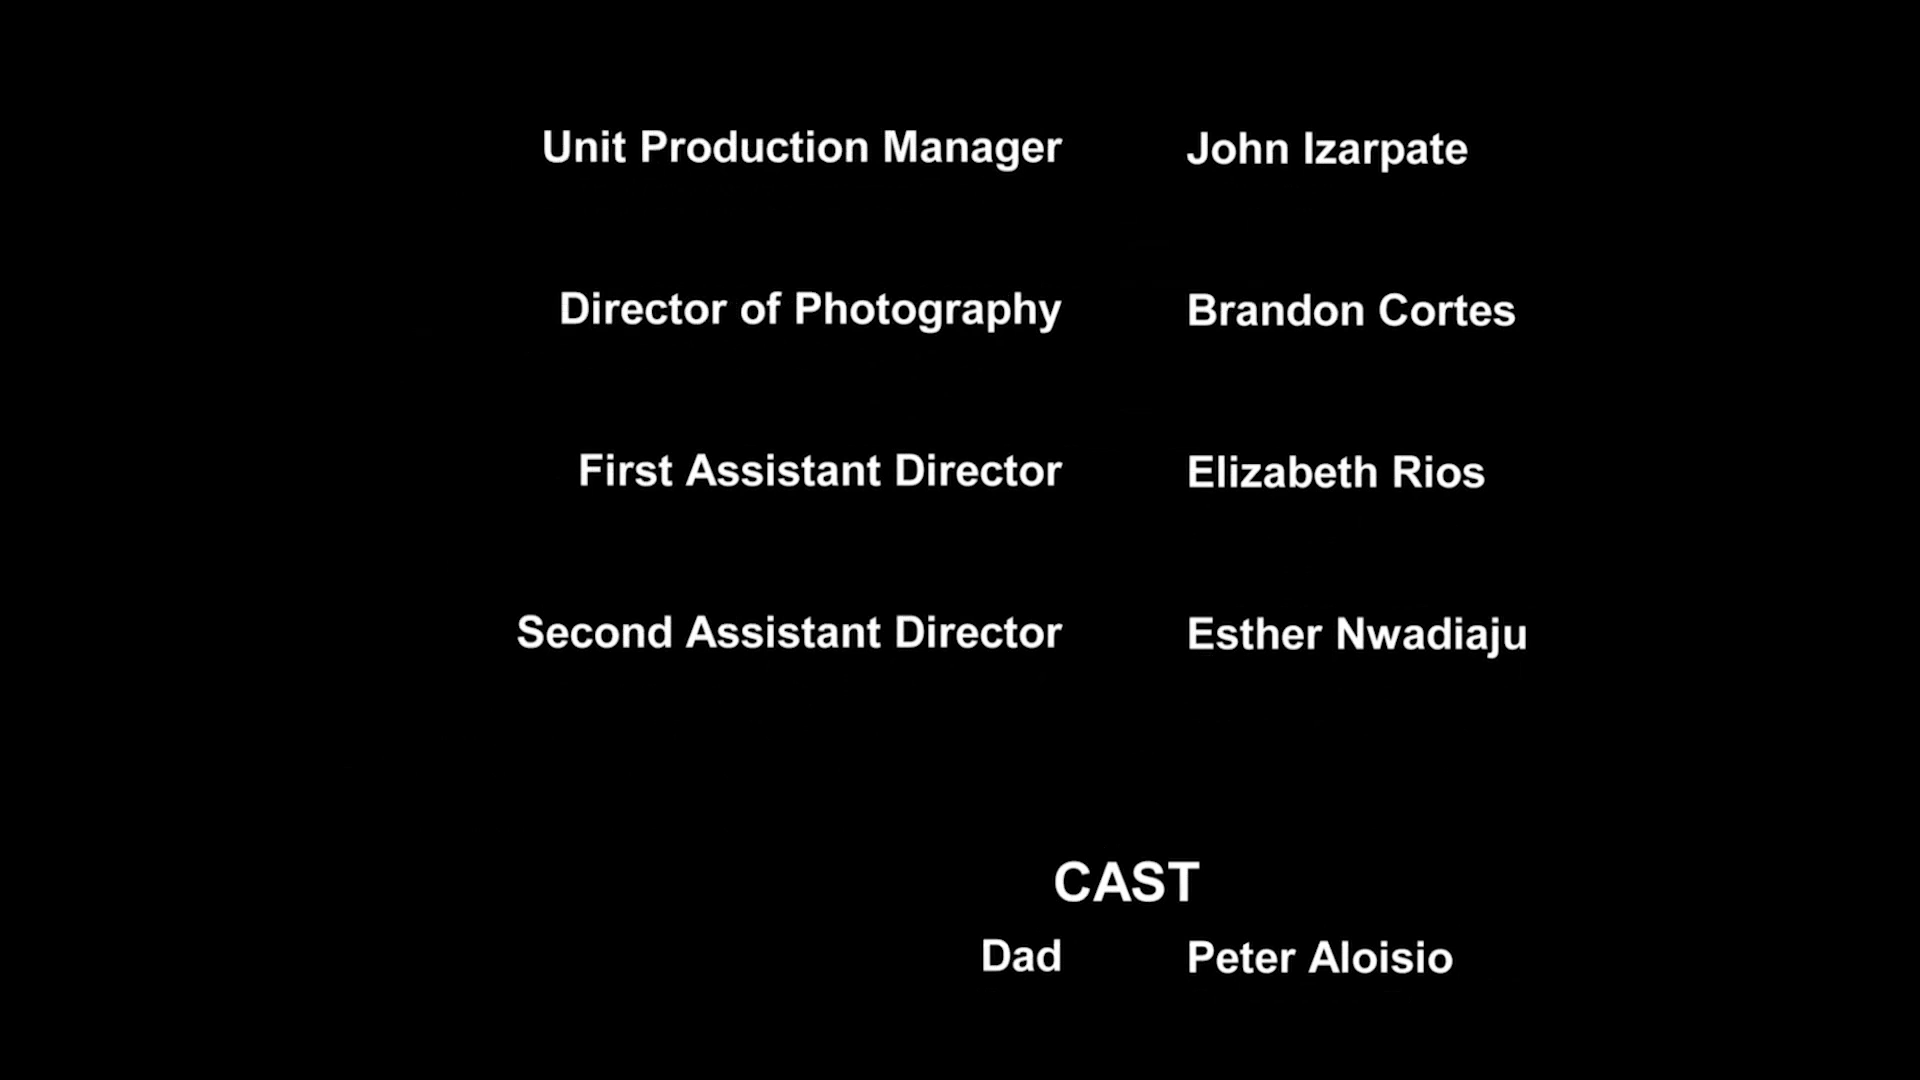 Unit Production Manager John Izarpate
Director of Photography Brandon Cortes
First Assistant Director Elizabeth Rios
Second Assistant Director Esther Nwadiaju
CAST
Dad Peter Aloisio